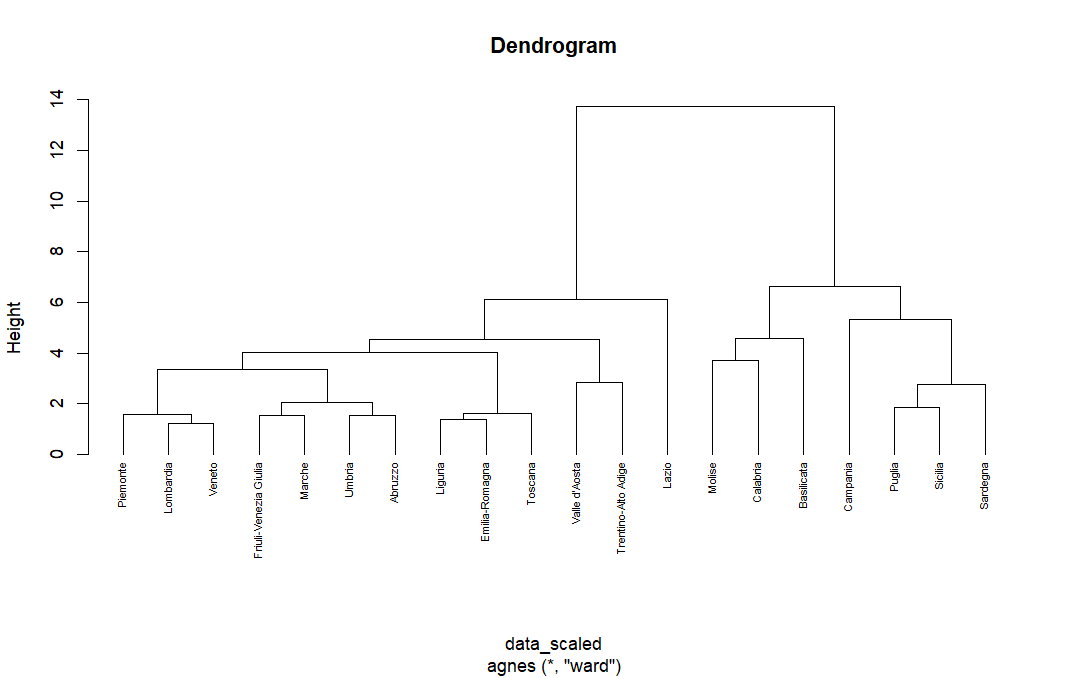 Dendrogram
14
12
10
8
6
4
2
0
Height
Piemonte
Lombardia
Veneto
Friuli-Venezia Giulia
Marche
Umbria
Abruzzo
Liguria
Emilia-Romagna
Toscana
Valle d'Aosta
Trentino-Alto Adige
Lazio
Molise
Calabria
Basilicata
Campania
Puglia
Sicilia
Sardegna
data_scaled
agnes (*, "ward")